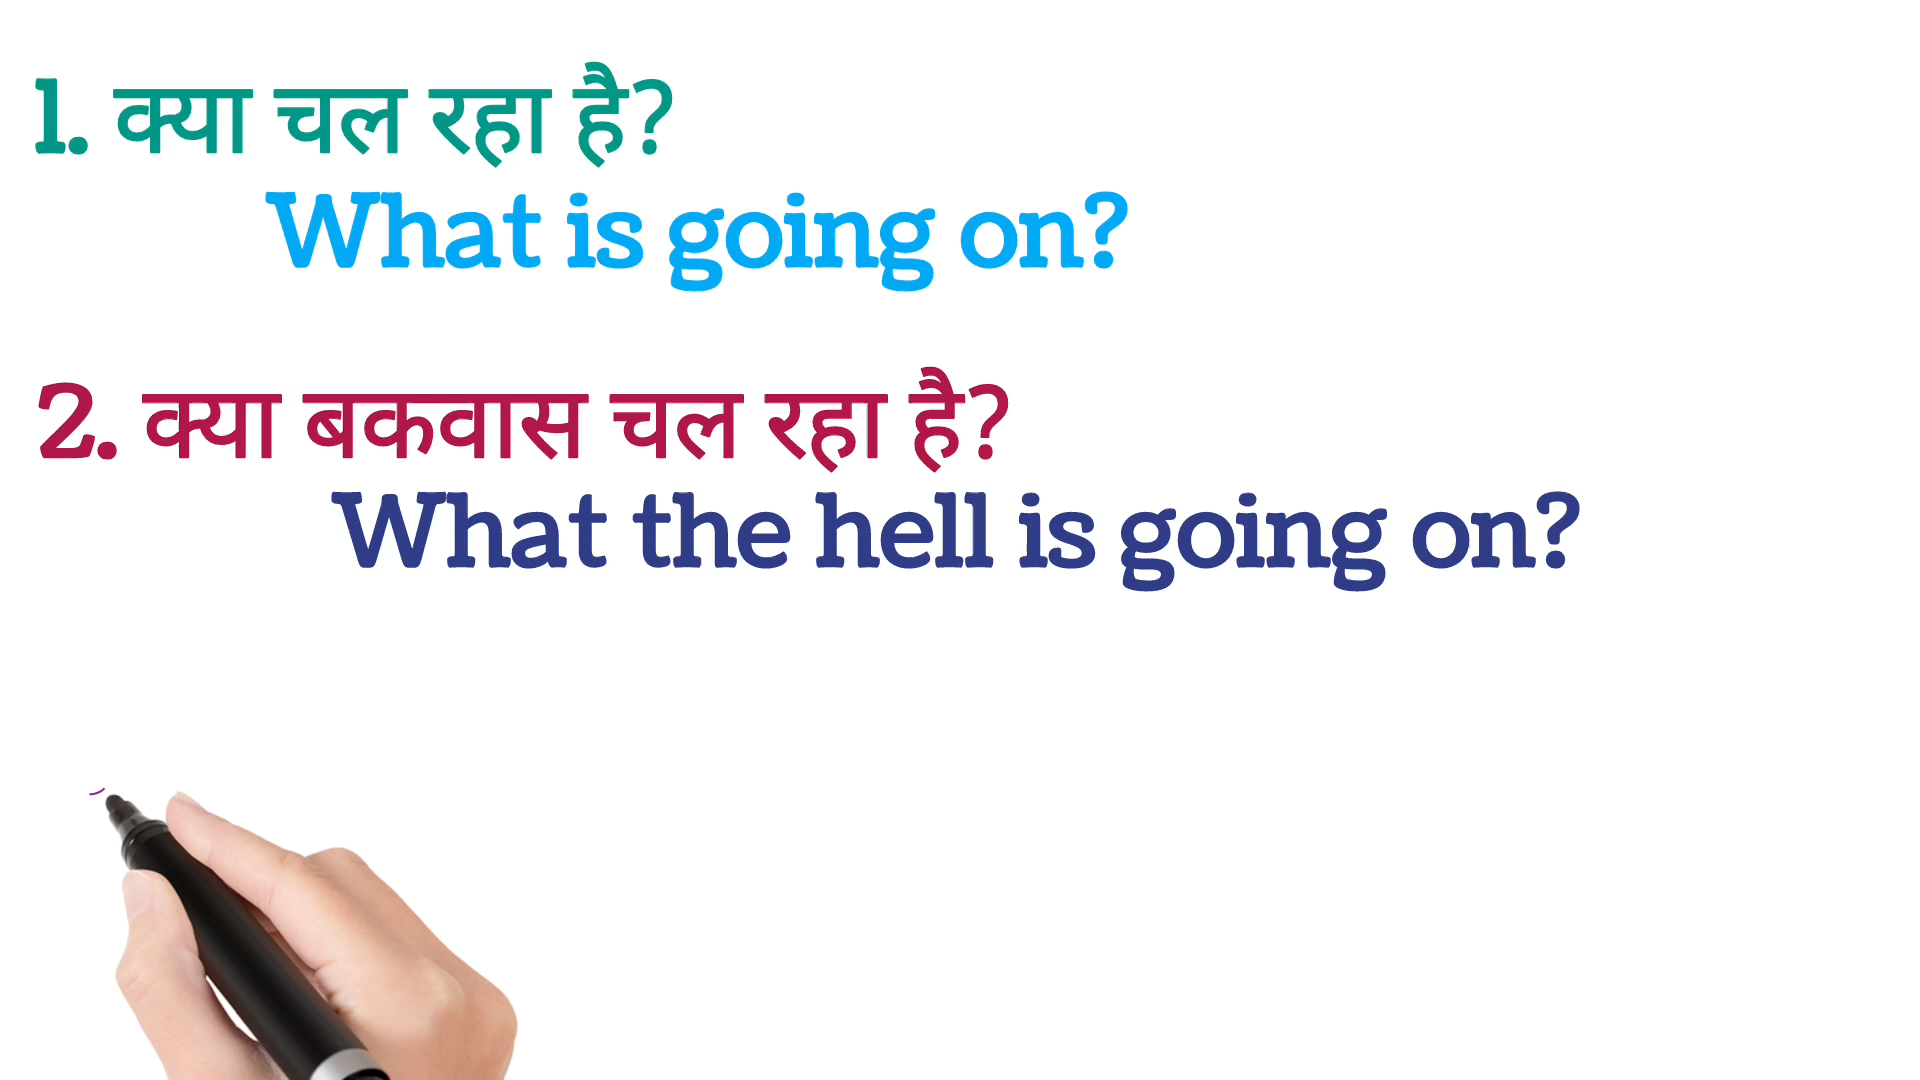 1. क्या चल रहा है?
What is going on?
2. क्या बकवास चल रहा है?
What the hell is going on?